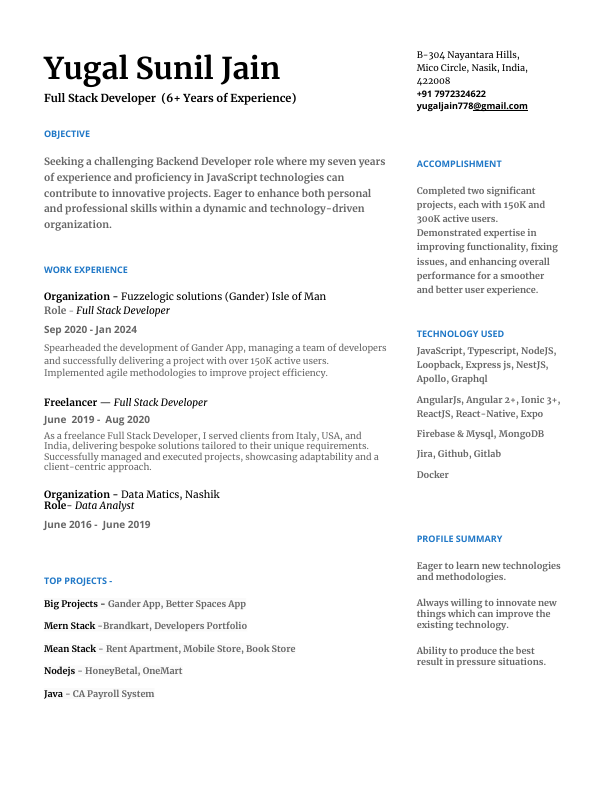 Yugal Sunil Jain
Full Stack Developer  (6+ Years of Experience)
OBJECTIVE
Seeking a challenging Backend Developer role where my seven years
of experience and proficiency in JavaScript technologies can
contribute to innovative projects. Eager to enhance both personal
and professional skills within a dynamic and technology-driven
organization.
WORK EXPERIENCE
Organization - Fuzzelogic solutions (Gander) Isle of Man
Role - Full Stack Developer
Sep 2020 - Jan 2024
Spearheaded the development of Gander App, managing a team of developers
and successfully delivering a project with over 150K active users.
Implemented agile methodologies to improve project efficiency.
Freelancer — Full Stack Developer
June  2019 -  Aug 2020
As a freelance Full Stack Developer, I served clients from Italy, USA, and
India, delivering bespoke solutions tailored to their unique requirements.
Successfully managed and executed projects, showcasing adaptability and a
client-centric approach.
Organization - Data Matics, Nashik
Role- Data Analyst
June 2016 -  June 2019
TOP PROJECTS -
Big Projects - Gander App, Better Spaces App
Mern Stack -Brandkart, Developers Portfolio
Mean Stack - Rent Apartment, Mobile Store, Book Store
Nodejs - HoneyBetal, OneMart
Java - CA Payroll System
B-304 Nayantara Hills,
Mico Circle, Nasik, India,
422008
+91 7972324622
yugaljain778@gmail.com
ACCOMPLISHMENT
Completed two significant
projects, each with 150K and
300K active users.
Demonstrated expertise in
improving functionality, fixing
issues, and enhancing overall
performance for a smoother
and better user experience.
TECHNOLOGY USED
JavaScript, Typescript, NodeJS,
Loopback, Express js, NestJS,
Apollo, Graphql
AngularJs, Angular 2+, Ionic 3+,
ReactJS, React-Native, Expo
Firebase & Mysql, MongoDB
Jira, Github, Gitlab
Docker
PROFILE SUMMARY
Eager to learn new technologies
and methodologies.
Always willing to innovate new
things which can improve the
existing technology.
Ability to produce the best
result in pressure situations.